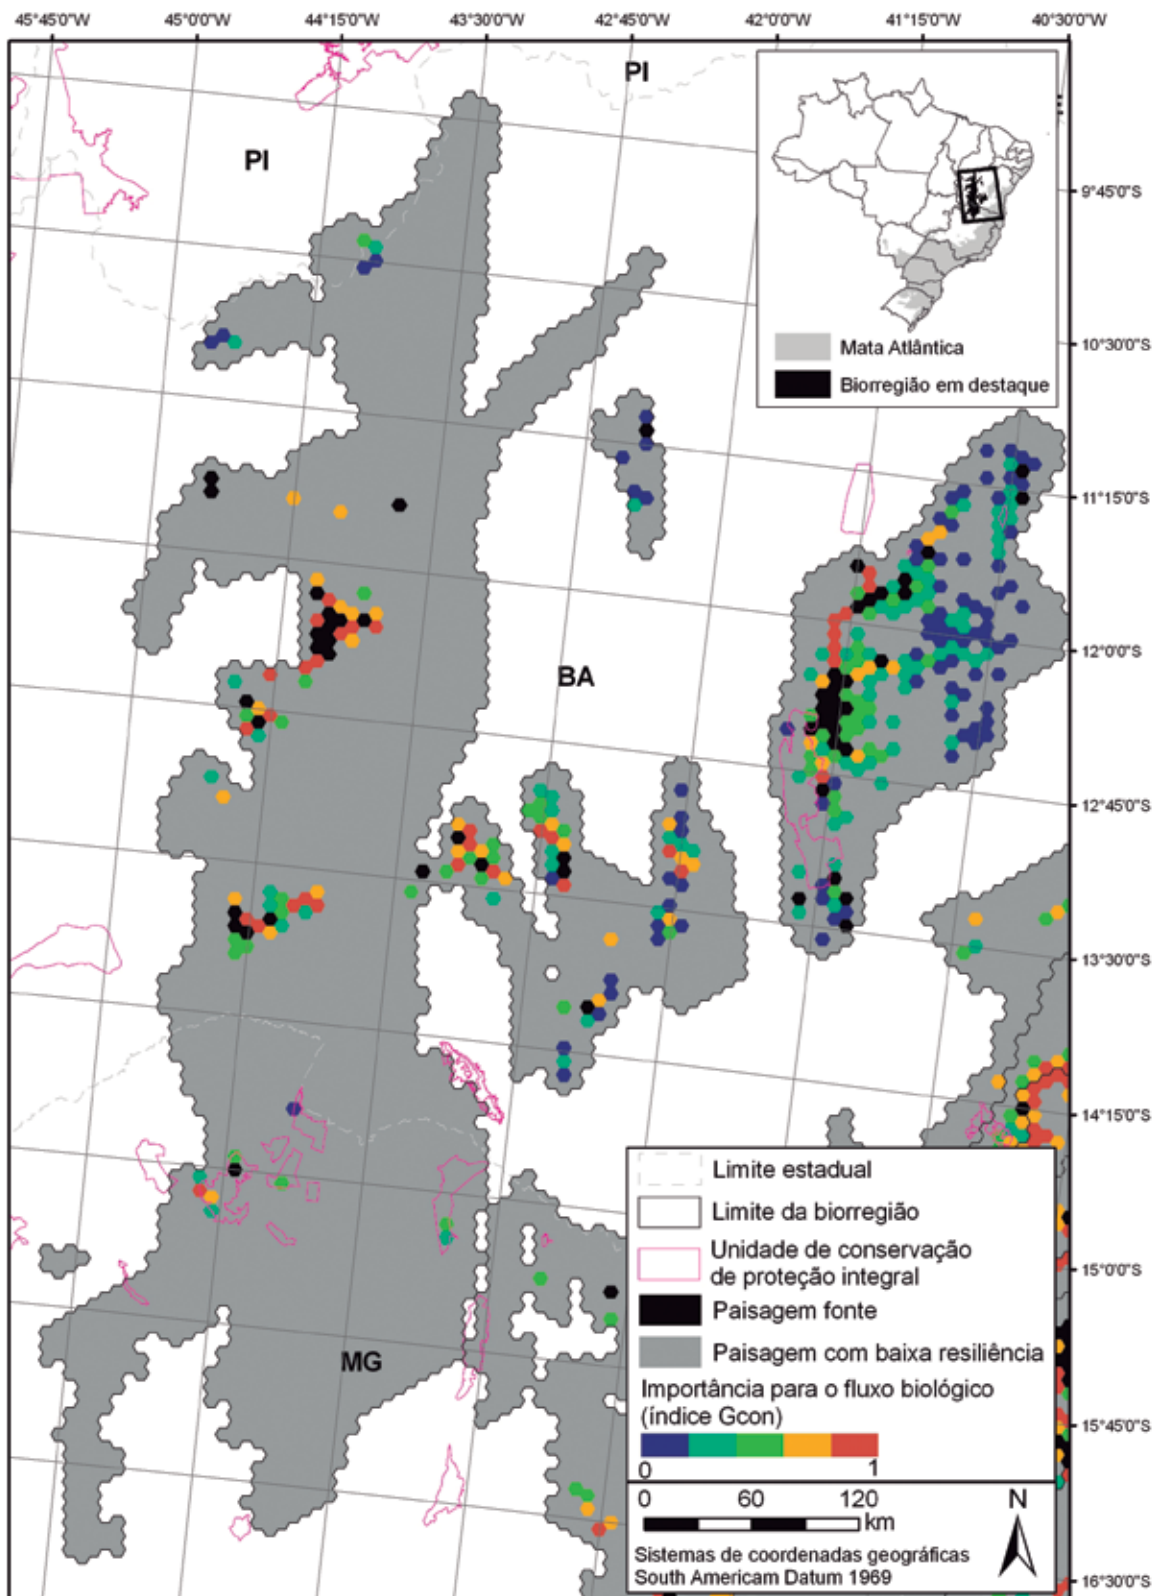 45°45'0"W
45°0'0"W
44°15'0"W
43°30'0"W
42°45'0"W
42°0'0"W
41°15'0"W
40°30'0"W
PI
PI
BA
MG
Mata Atlântica
Biorregião em destaque
9°45'0"S
10°30'0"S
11°15'0"S
12°0'0"S
12°45'0"S
13°30'0"S
14°15'0"S
15°0'0"S
15°45'0"S
16°30'0"S
Limite estadual
Limite da biorregião
Unidade de conservação
de proteção integral
Paisagem fonte
Paisagem com baixa resiliência
Importância para o fluxo biológico
(índice Gcon)
0 1
0 60 120
km
N
Sistemas de coordenadas geográficas
South Americam Datum 1969